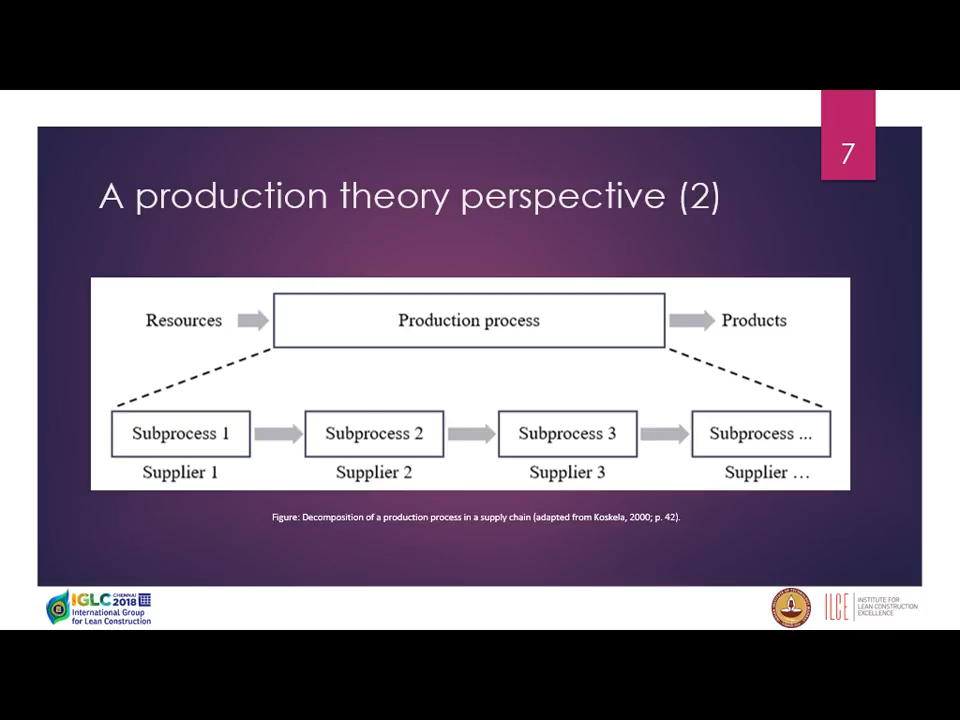 7
A production theory perspective (2)
Resources
Production process
Products
Subprocess 1
Subprocess 2
Subprocess 3
Subprocess ...
Supplier 1
Supplier 2
Supplier 3
Supplier …
Figure: Decomposition of a production process in a supply chain (adapted from Koskela, 2000; p. 42).
IGLC CHENNAI 2018
International Group
for Lean Construction
ILCE
INSTITUTE FOR
LEAN CONSTRUCTION
EXCELLENCE